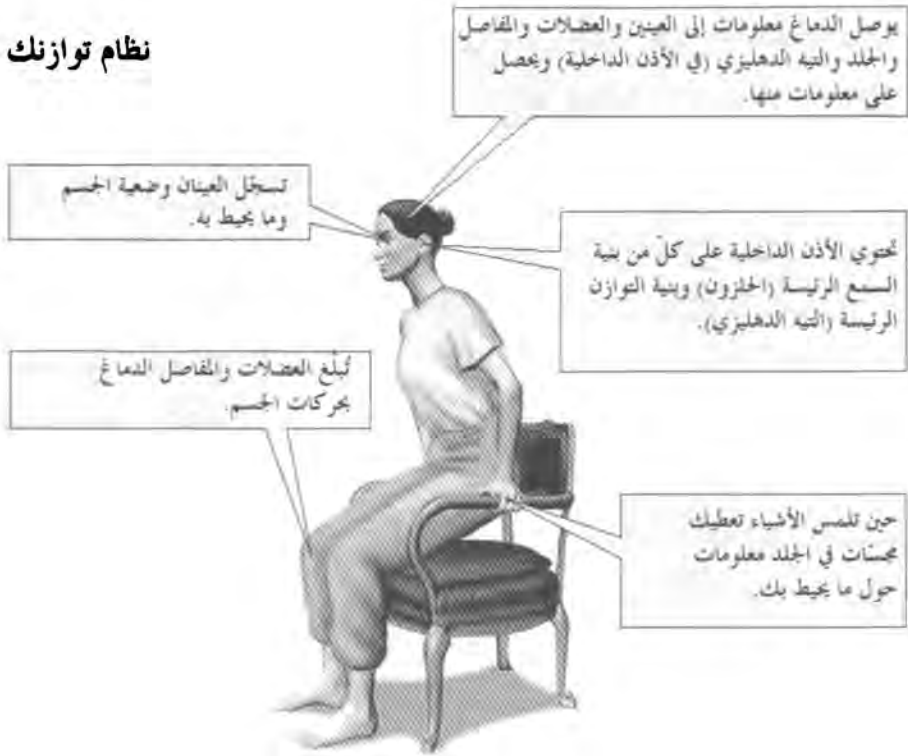 نظام توازنك
يوصل الدماغ معلومات إلى العينين والعضلات والمفاصل
والجلد والتيه الدهليزي (في الأذن الداخلية) ويحصل
على معلومات منها.
تسجّل العينان وضعية الجسم
وما يحيط به.
تحتوي الأذن الداخلية على كلّ من بنية
السمع الرئيسة (الحلزون) وبنية التوازن
الرئيسة (التيه الدهليزي).
تُبلّغ العضلات والمفاصل الدماغ
بحركات الجسم.
حين تلمس الأشياء تعطيك
مجسّات في الجلد معلومات
حول ما يحيط بك.